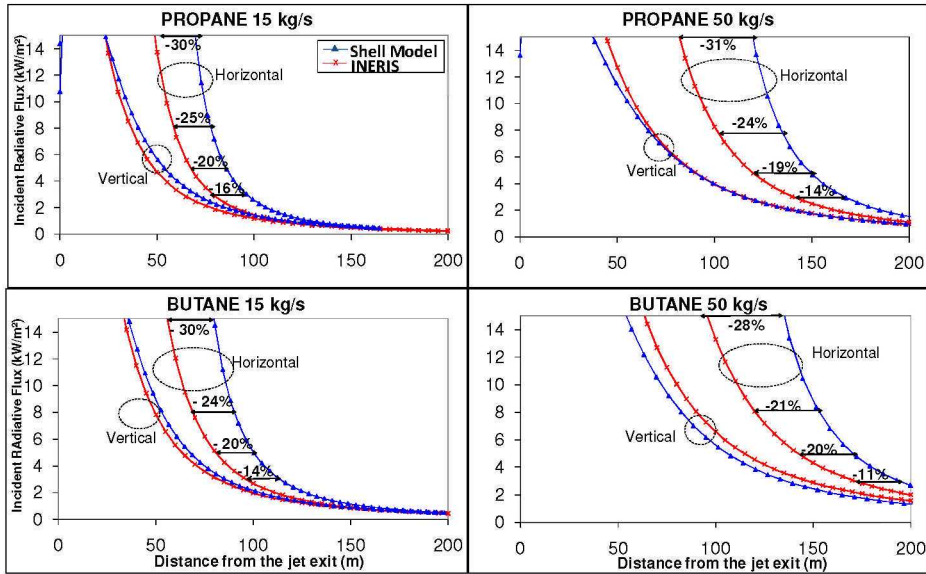 PROPANE 15 kg/s
Incident Radiative Flux (kW/m²)
14
12
10
8
6
4
2
0
-30%
Shell Model
INERIS
Horizontal
-25%
-20%
-16%
Vertical
0 50 100 150 200
PROPANE 50 kg/s
14
12
10
8
6
4
2
0
-31%
Horizontal
-24%
-19%
-14%
Vertical
0 50 100 150 200
BUTANE 15 kg/s
Incident RAdiative Flux (kW/m²)
14
12
10
8
6
4
2
0
- 30%
Horizontal
- 24%
- 20%
-14%
Vertical
0 50 100 150 200
Distance from the jet exit (m)
BUTANE 50 kg/s
14
12
10
8
6
4
2
0
-28%
Horizontal
-21%
-20%
-11%
Vertical
0 50 100 150 200
Distance from the jet exit (m)